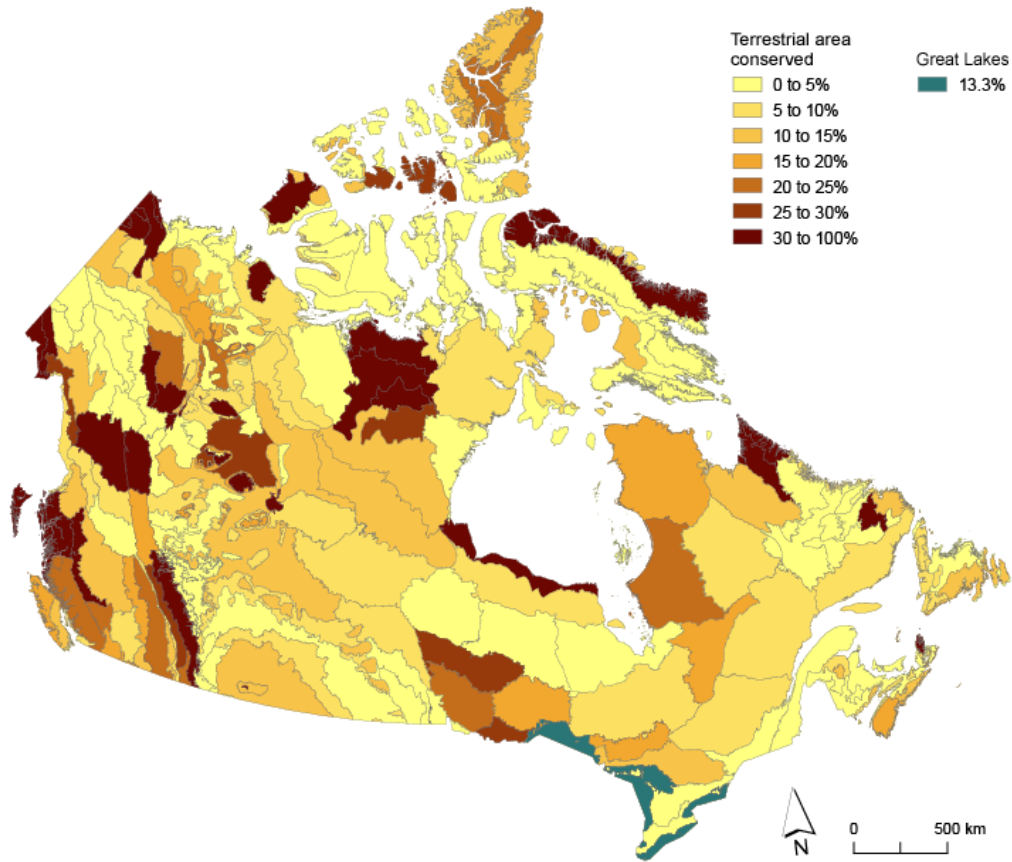 Terrestrial area
conserved
0 to 5%
5 to 10%
10 to 15%
15 to 20%
20 to 25%
25 to 30%
30 to 100%
Great Lakes
13.3%
N
0 500 km